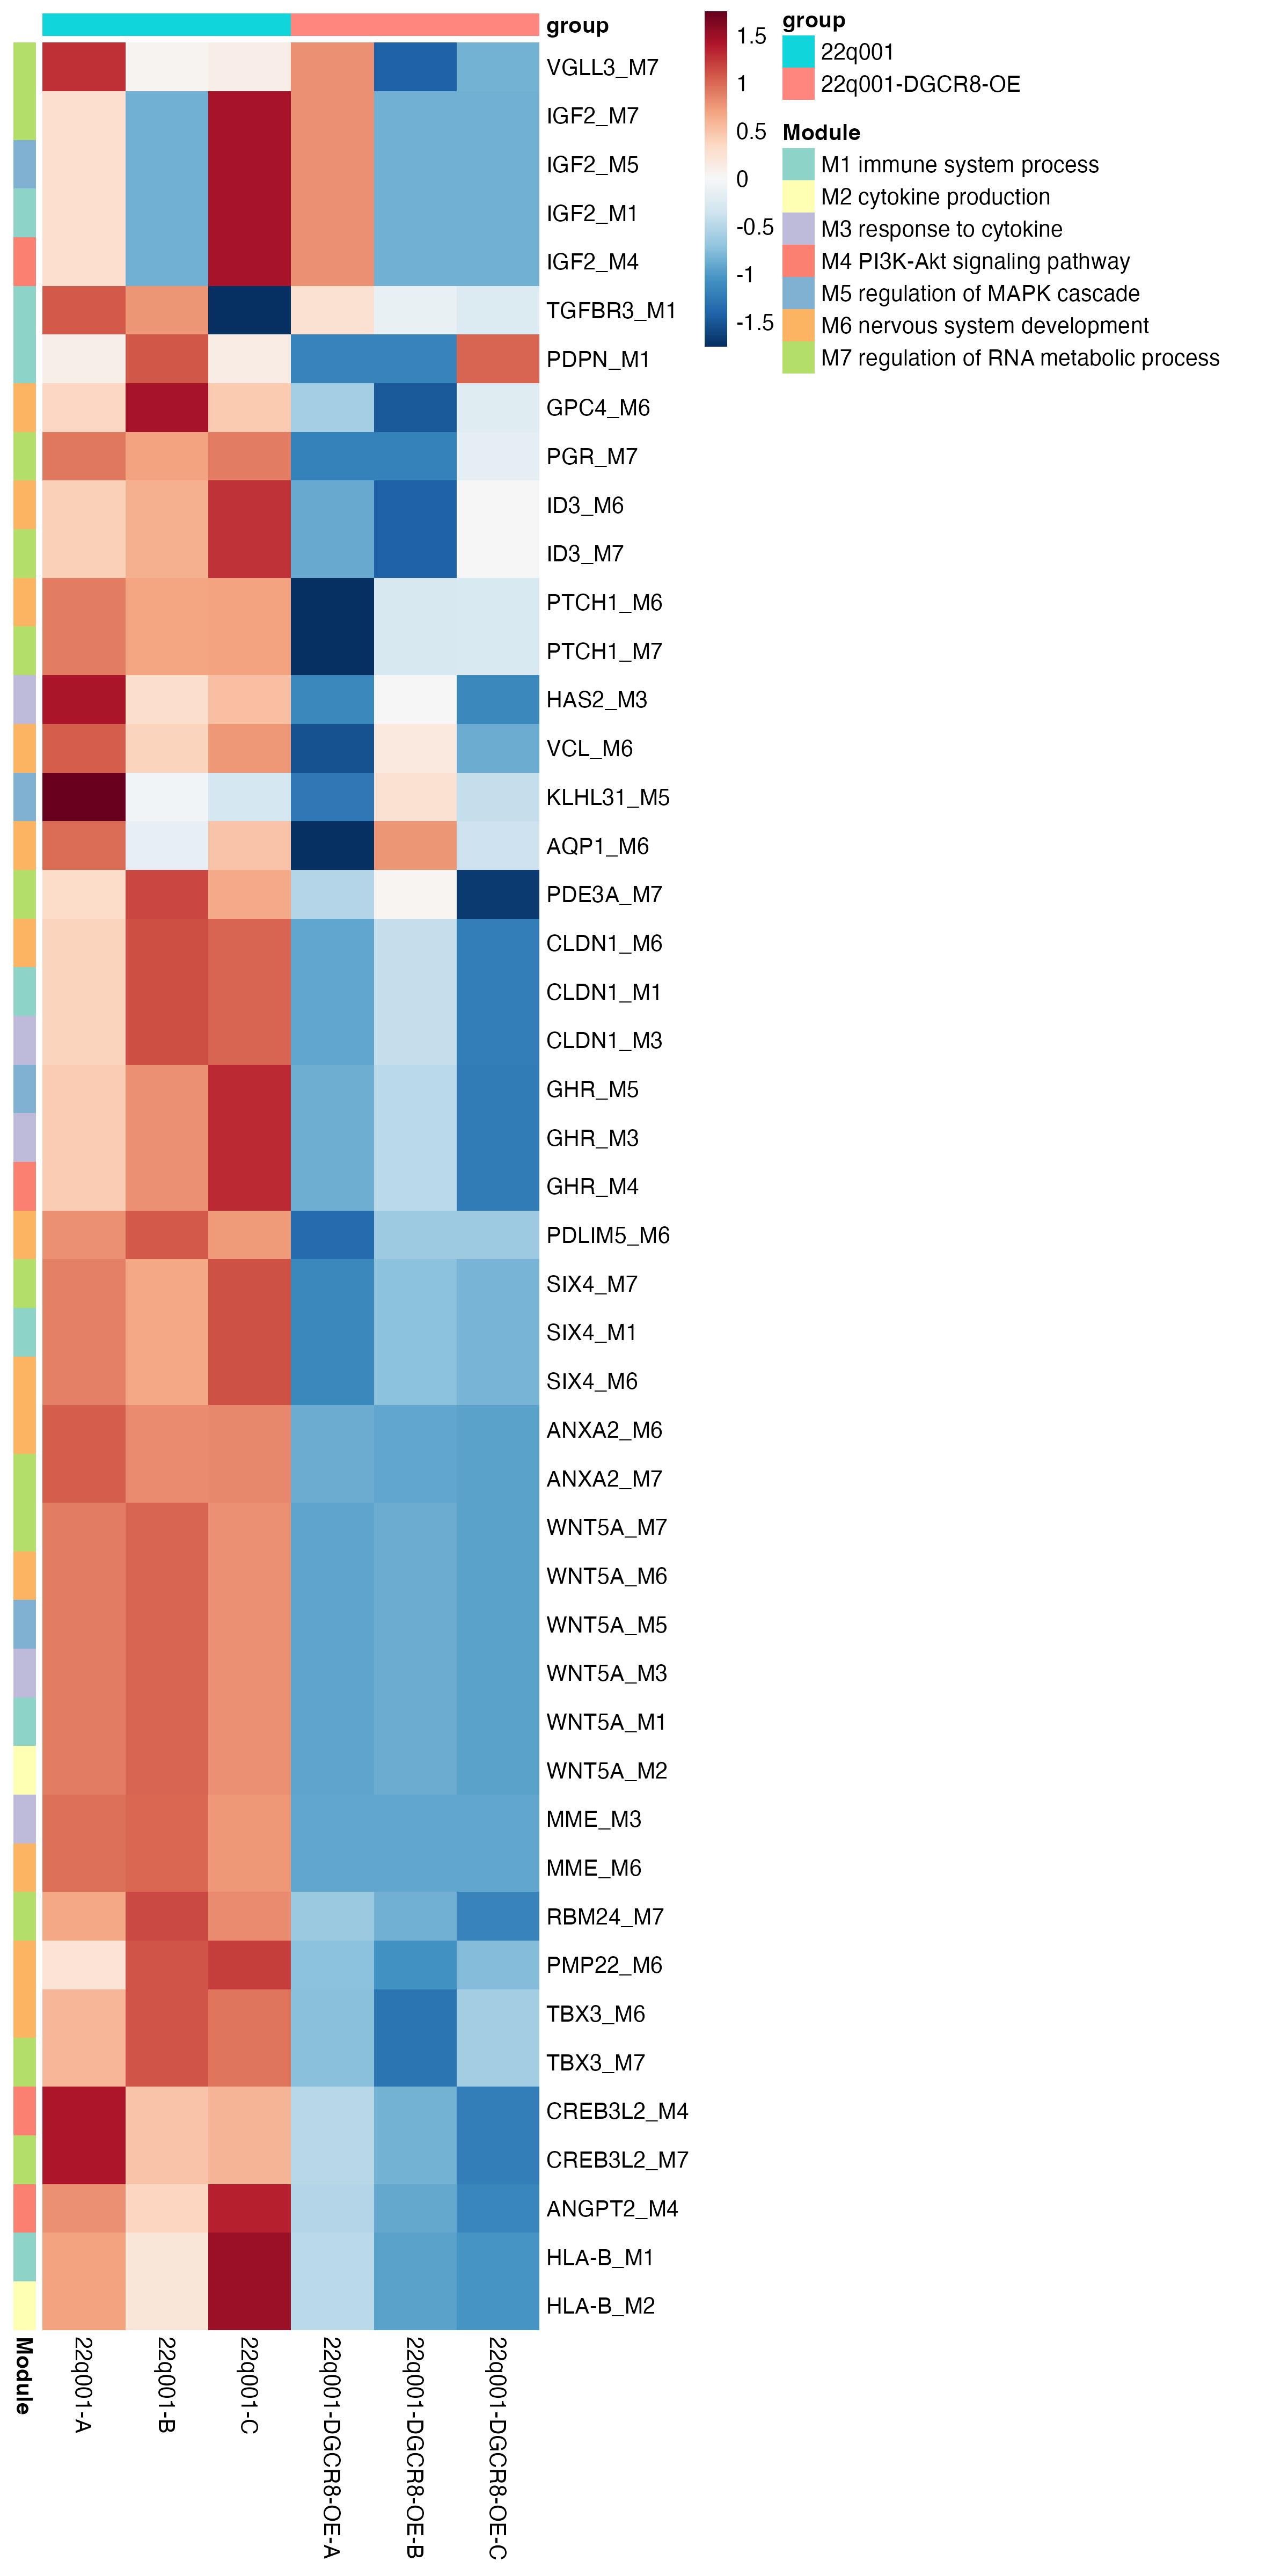 group
VGLL3_M7
IGF2_M7
IGF2_M5
IGF2_M1
IGF2_M4
TGFBR3_M1
PDPN_M1
GPC4_M6
PGR_M7
ID3_M6
ID3_M7
PTCH1_M6
PTCH1_M7
HAS2_M3
VCL_M6
KLHL31_M5
AQP1_M6
PDE3A_M7
CLDN1_M6
CLDN1_M1
CLDN1_M3
GHR_M5
GHR_M3
GHR_M4
PDLIM5_M6
SIX4_M7
SIX4_M1
SIX4_M6
ANXA2_M6
ANXA2_M7
WNT5A_M7
WNT5A_M6
WNT5A_M5
WNT5A_M3
WNT5A_M1
WNT5A_M2
MME_M3
MME_M6
RBM24_M7
PMP22_M6
TBX3_M6
TBX3_M7
CREB3L2_M4
CREB3L2_M7
ANGPT2_M4
HLA-B_M1
HLA-B_M2
Module
22q001-A
22q001-B
22q001-C
22q001-DGCR8-OE-A
22q001-DGCR8-OE-B
22q001-DGCR8-OE-C
1.5
1
0.5
0
-0.5
-1
-1.5
group
22q001
22q001-DGCR8-OE
Module
M1 immune system process
M2 cytokine production
M3 response to cytokine
M4 PI3K-Akt signaling pathway
M5 regulation of MAPK cascade
M6 nervous system development
M7 regulation of RNA metabolic process